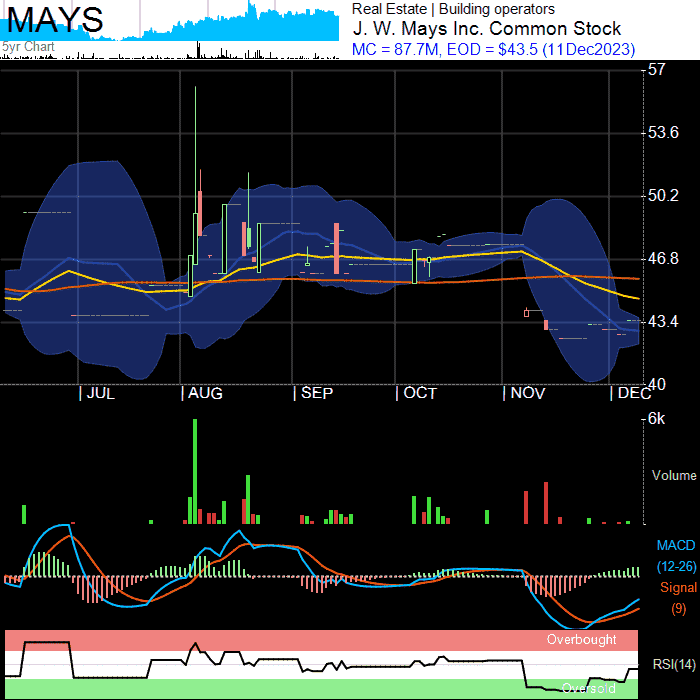 MAYS
5yr Chart
Real Estate | Building operators
J. W. Mays Inc. Common Stock
MC = 87.7M, EOD = $43.5 (11Dec2023)
57
53.6
50.2
46.8
43.4
40
| JUL | AUG | SEP | OCT | NOV | DEC
6k
Volume
MACD
(12-26)
Signal
(9)
Overbought
RSI(14)
Oversold